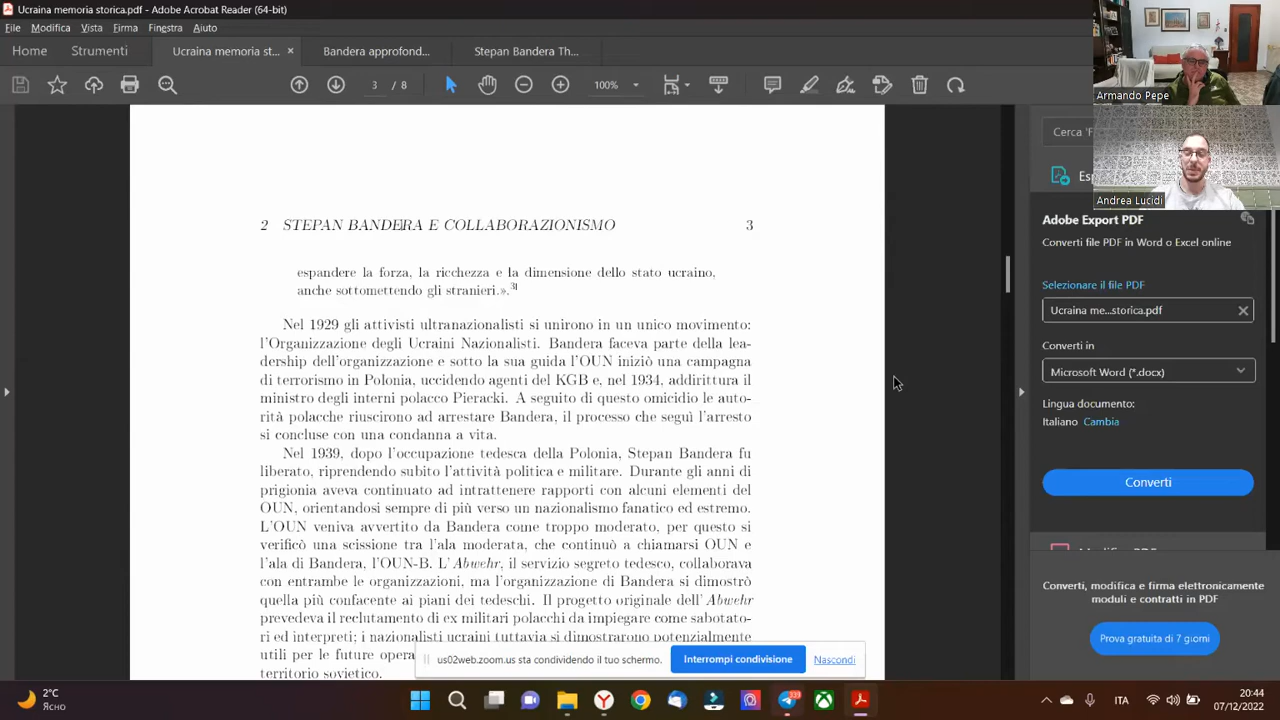 Ucraina memoria storica.pdf - Adobe Acrobat Reader (64-bit)
File Modifica Vista Firma Finestra Aiuto
Home Strumenti Ucraina memoria st... × Bandera approfond... Stepan Bandera Th...
3 / 8 100%
Armando Pepe
Andrea Lucidi
2 STEPAN BANDERA E COLLABORAZIONISMO 3
espandere la forza, la ricchezza e la dimensione dello stato ucraino,
anche sottomettendo gli stranieri.».3
Nel 1929 gli attivisti ultranazionalisti si unirono in un unico movimento:
l'Organizzazione degli Ucraini Nazionalisti. Bandera faceva parte della lea-
dership dell'organizzazione e sotto la sua guida l'OUN iniziò una campagna
di terrorismo in Polonia, uccidendo agenti del KGB e, nel 1934, addirittura il
ministro degli interni polacco Pieracki. A seguito di questo omicidio le auto-
rità polacche riuscirono ad arrestare Bandera, il processo che seguì l'arresto
si concluse con una condanna a vita.
Nel 1939, dopo l'occupazione tedesca della Polonia, Stepan Bandera fu
liberato, riprendendo subito l'attività politica e militare. Durante gli anni di
prigionia aveva continuato ad intrattenere rapporti con alcuni elementi del
OUN, orientandosi sempre di più verso un nazionalismo fanatico ed estremo.
L'OUN veniva avvertito da Bandera come troppo moderato, per questo si
verificò una scissione tra l'ala moderata, che continuò a chiamarsi OUN e
l'ala di Bandera, l'OUN-B. L'Abwehr, il servizio segreto tedesco, collaborava
con entrambe le organizzazioni, ma l'organizzazione di Bandera si dimostrò
quella più confacente ai piani dei tedeschi. Il progetto originale dell'Abwehr
prevedeva il reclutamento di ex militari polacchi da impiegare come sabotato-
ri ed interpreti; i nazionalisti ucraini tuttavia si dimostrarono potenzialmente
utili per le future opera
territorio sovietico.
us02web.zoom.us sta condividendo il tuo schermo. Interrompi condivisione Nascondi
Cerca 'F
Esp
Adobe Export PDF
Converti file PDF in Word o Excel online
Selezionare il file PDF
Ucraina me...storica.pdf
Converti in
Microsoft Word (*.docx)
Lingua documento:
Italiano Cambia
Converti
Converti, modifica e firma elettronicamente
moduli e contratti in PDF
Prova gratuita di 7 giorni
2°C
Ясно
ITA
20:44
07/12/2022